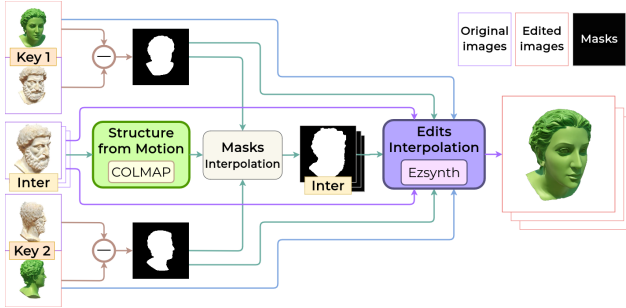 Key 1
Original
images
Edited
images
Masks
Inter
Structure
from Motion
COLMAP
Masks
Interpolation
Inter
Edits
Interpolation
Ezsynth
Key 2